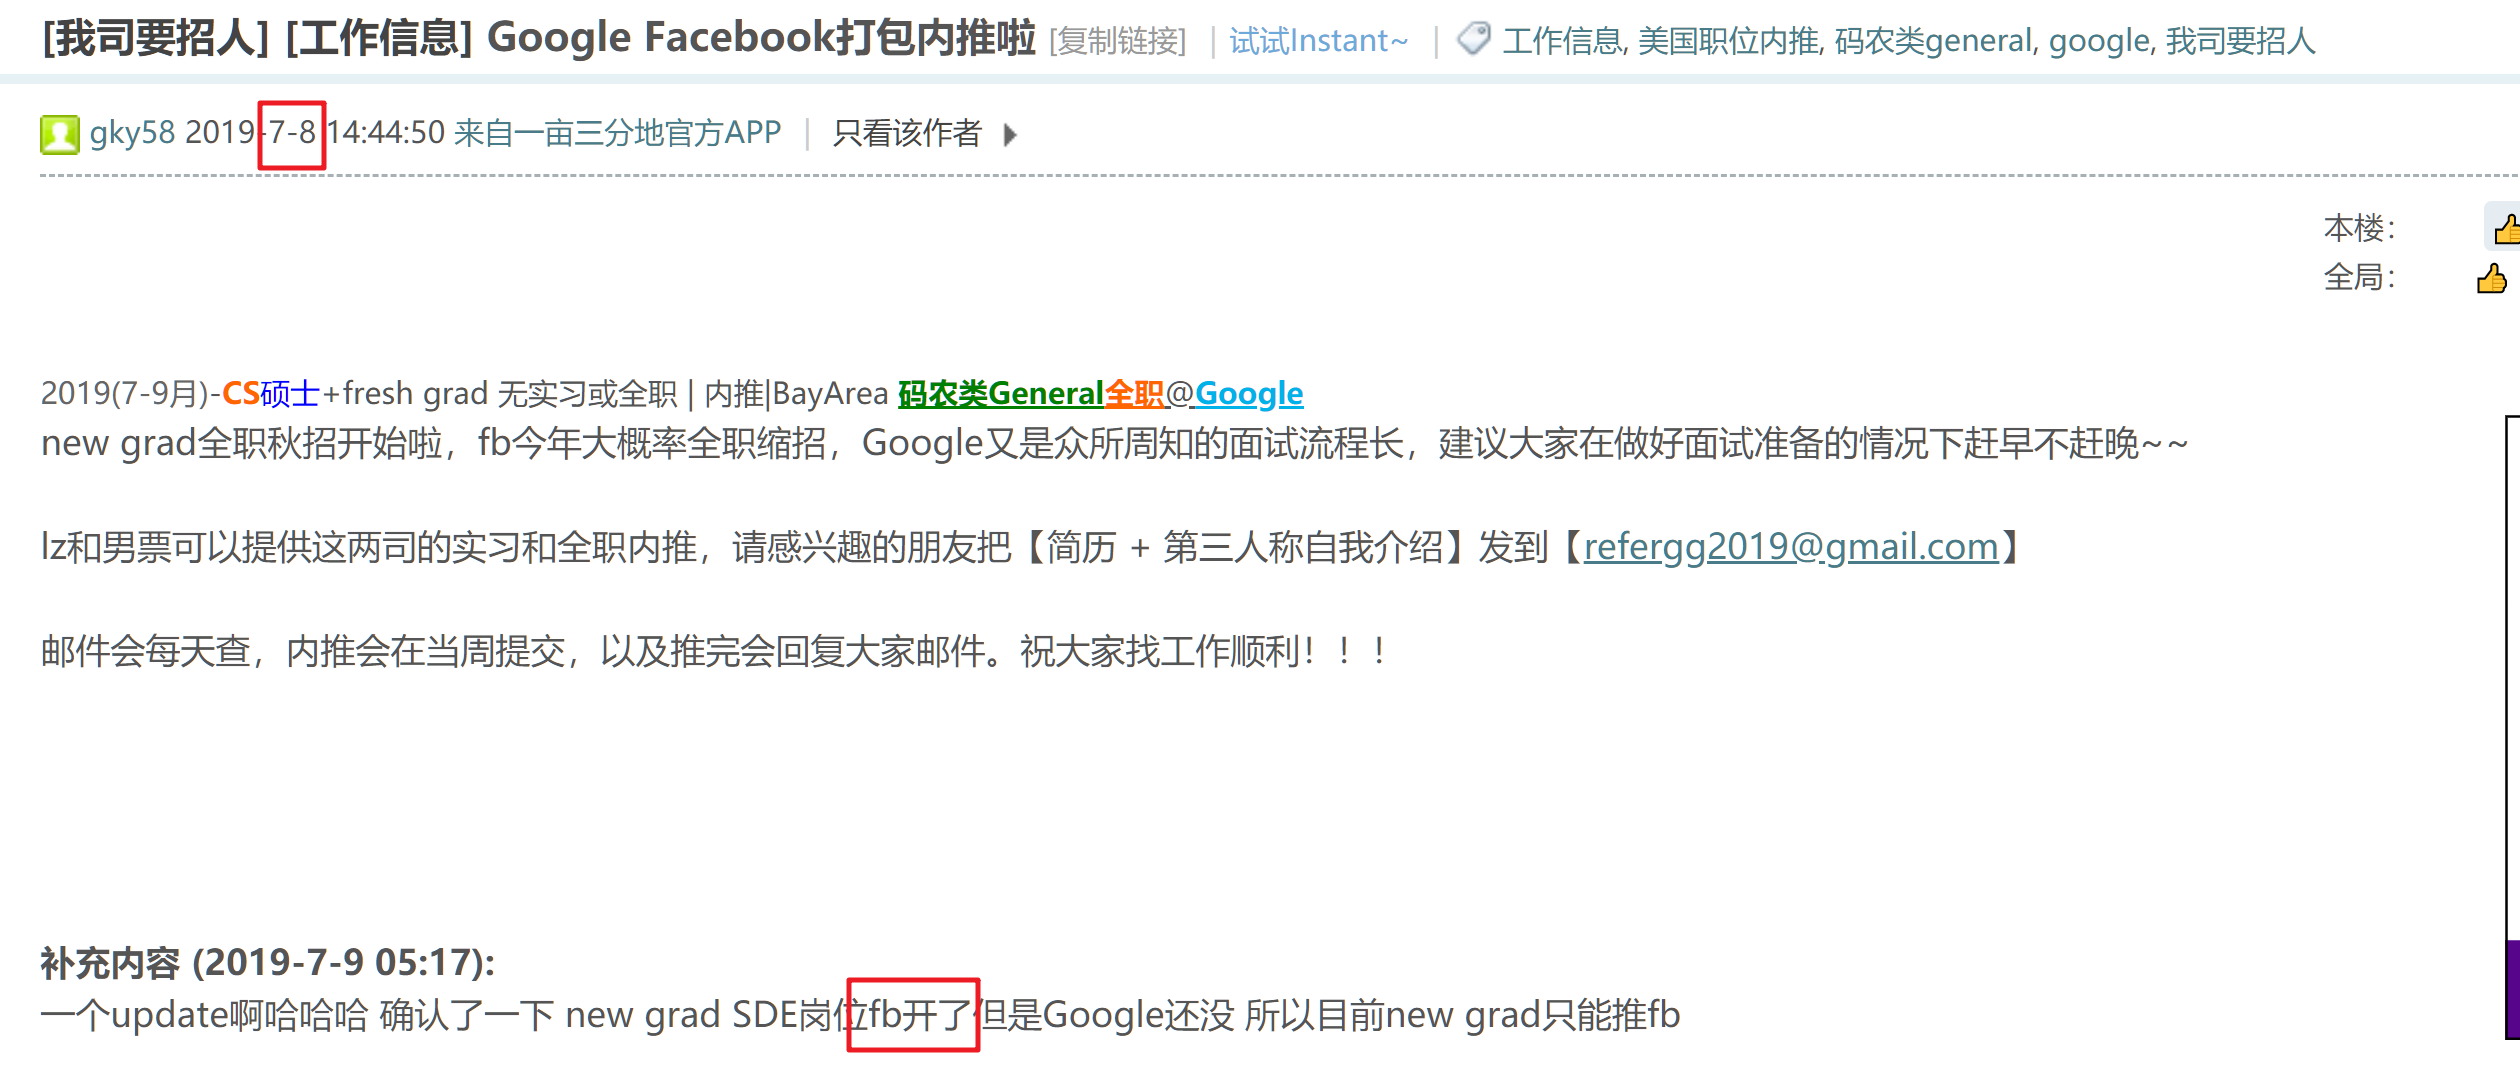 [我司要招人] [工作信息] Google Facebook打包内推啦 [复制链接] | 试试Instant~ | 工作信息, 美国职位内推, 码农类general, google, 我司要招人
gky58 2019-7-8 14:44:50 来自一亩三分地官方APP | 只看该作者
本楼:
全局:
2019(7-9月)-CS硕士+fresh grad 无实习或全职 | 内推|BayArea 码农类General全职@Google
new grad全职秋招开始啦，fb今年大概率全职缩招，Google又是众所周知的面试流程长，建议大家在做好面试准备的情况下赶早不赶晚~~
lz和男票可以提供这两司的实习和全职内推，请感兴趣的朋友把【简历 + 第三人称自我介绍】发到【refergg2019@gmail.com】
邮件会每天查，内推会在当周提交，以及推完会回复大家邮件。祝大家找工作顺利！！！
补充内容 (2019-7-9 05:17):
一个update啊哈哈哈 确认了一下 new grad SDE岗位fb开了但是Google还没 所以目前new grad只能推fb